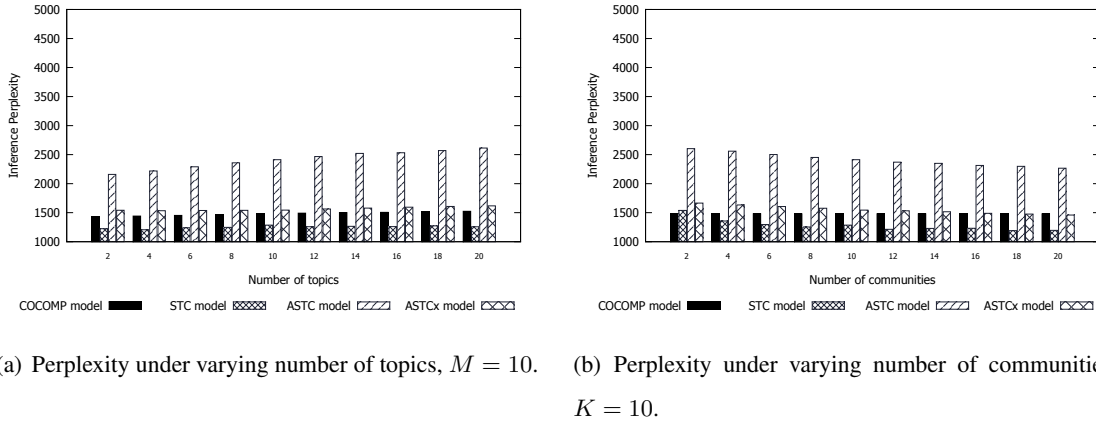 5000
4500
4000
3500
3000
2500
2000
1500
1000
Inference Perplexity
2 4 6 8 10 12 14 16 18 20
Number of topics
COCOMP model STC model ASTC model ASTCx model
5000
4500
4000
3500
3000
2500
2000
1500
1000
Inference Perplexity
2 4 6 8 10 12 14 16 18 20
Number of communities
COCOMP model STC model ASTC model ASTCx model
a) Perplexity under varying number of topics, M = 10.
(b) Perplexity under varying number of communitie
K = 10.